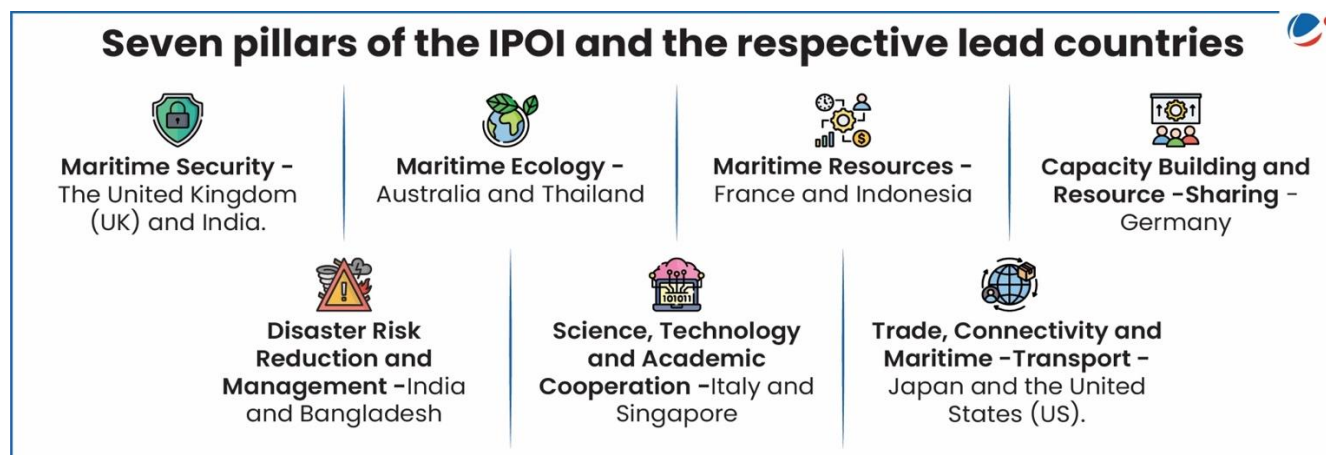 Seven pillars of the IPOI and the respective lead countries
Maritime Security -
The United Kingdom
(UK) and India.
Maritime Ecology -
Australia and Thailand
Maritime Resources -
France and Indonesia
Capacity Building and
Resource -Sharing -
Germany
Disaster Risk
Reduction and
Management -India
and Bangladesh
Science, Technology
and Academic
Cooperation -Italy and
Singapore
101011
Trade, Connectivity and
Maritime -Transport -
Japan and the United
States (US).